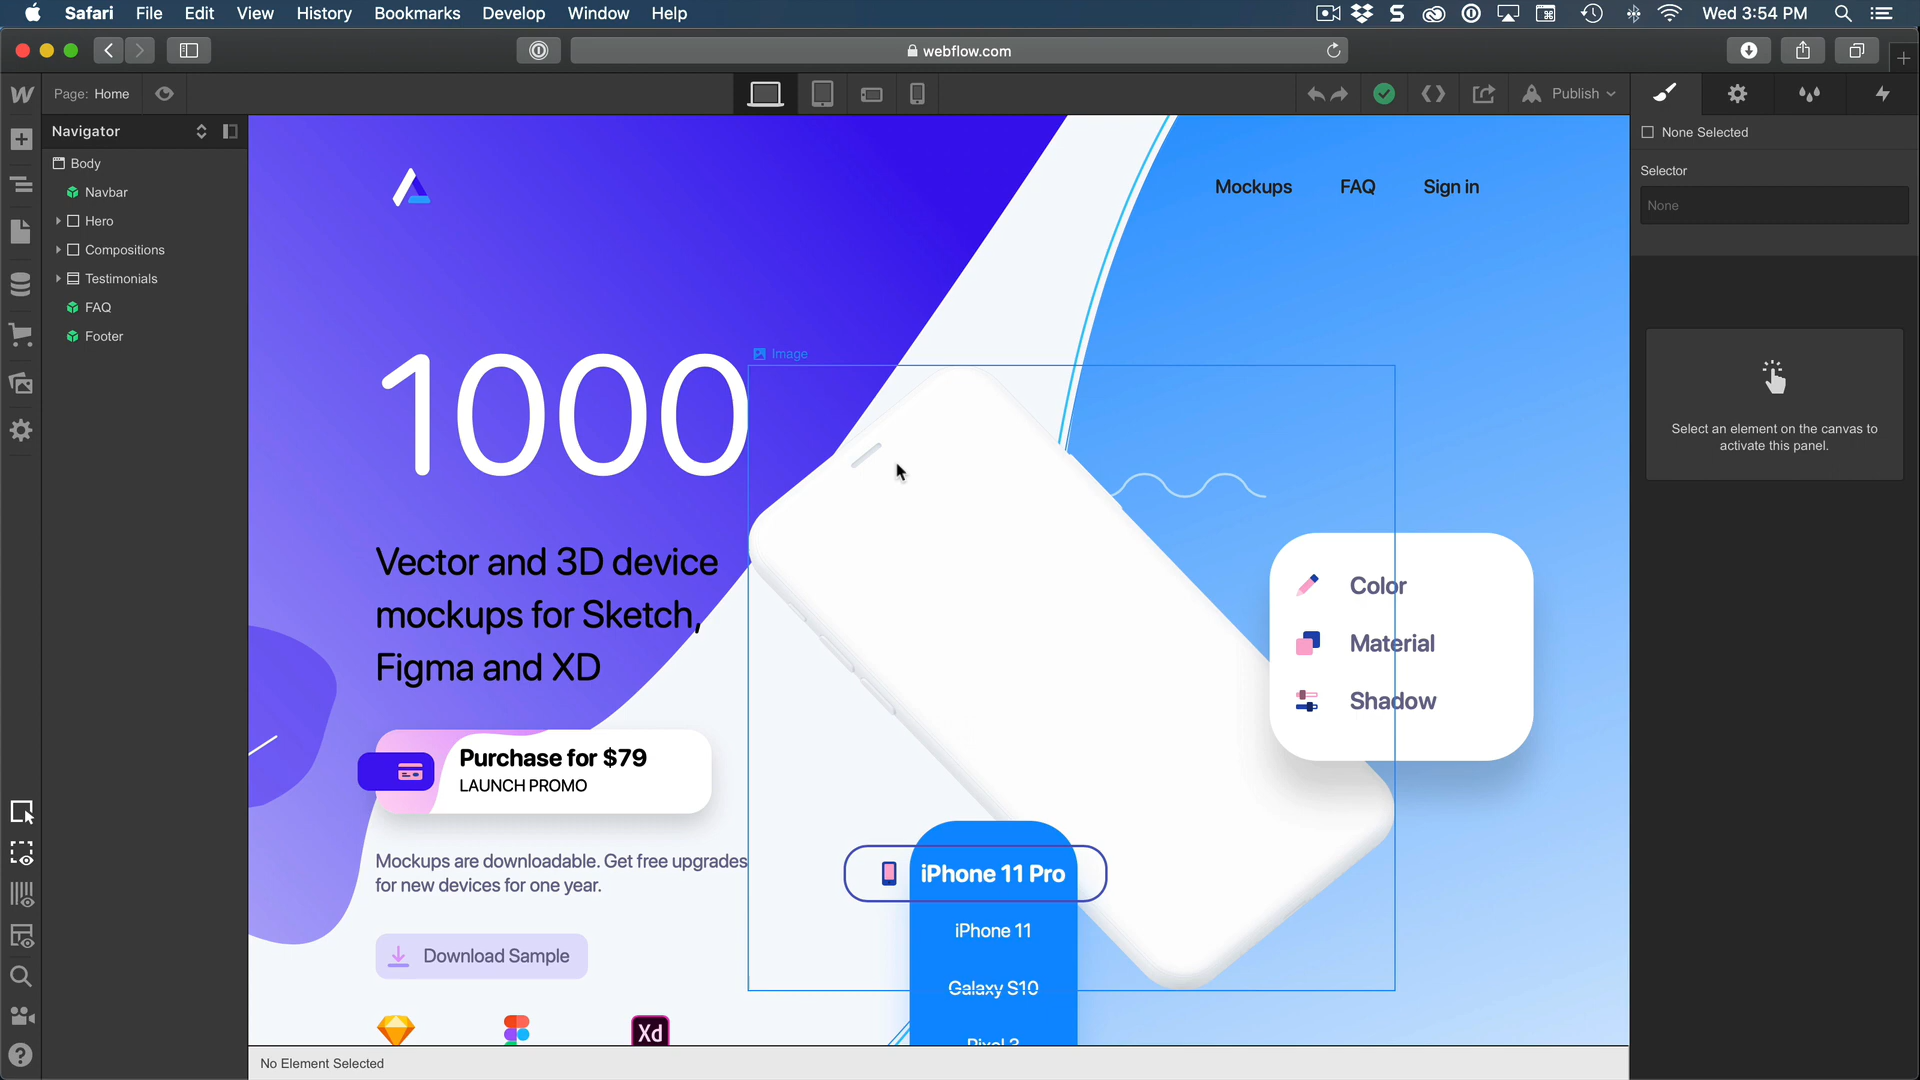 Safari File Edit View History Bookmarks Develop Window Help
Wed 3:54 PM
webflow.com
Page: Home
Publish
Navigator
Body
Navbar
Hero
Compositions
Testimonials
FAQ
Footer
None Selected
Selector
None
Select an element on the canvas to
activate this panel.
Mockups FAQ Sign in
Image
1000
Vector and 3D device
mockups for Sketch,
Figma and XD
Purchase for $79
LAUNCH PROMO
Mockups are downloadable. Get free upgrades
for new devices for one year.
Download Sample
Xd
Color
Material
Shadow
iPhone 11 Pro
iPhone 11
Galaxy S10
Pixel 3
No Element Selected